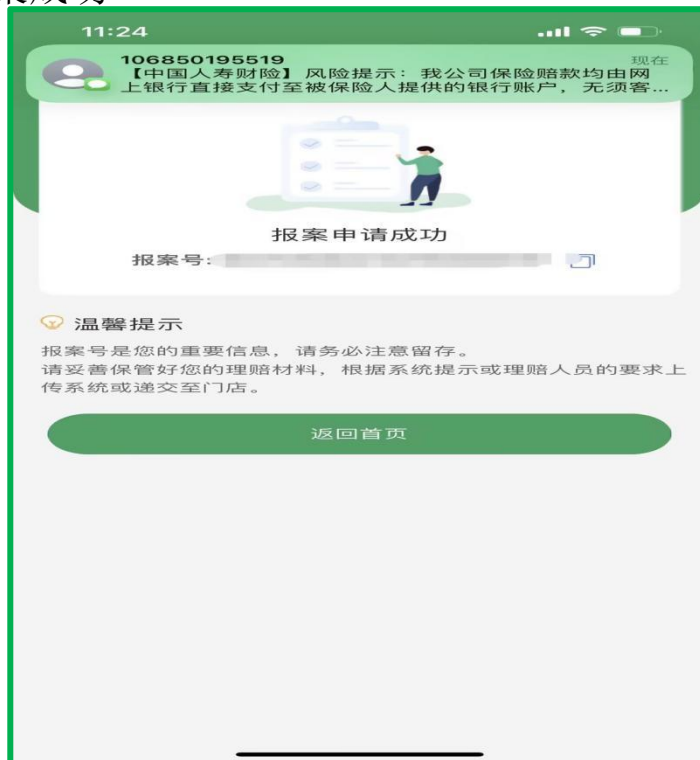 11:24
106850195519
现在
【中国人寿财险】风险提示：我公司保险赔款均由网
上银行直接支付至被保险人提供的银行账户，无须客...
报案申请成功
报案号:
温馨提示
报案号是您的重要信息，请务必注意留存。
请妥善保管好您的理赔材料，根据系统提示或理赔人员的要求上
传系统或递交至门店。
返回首页